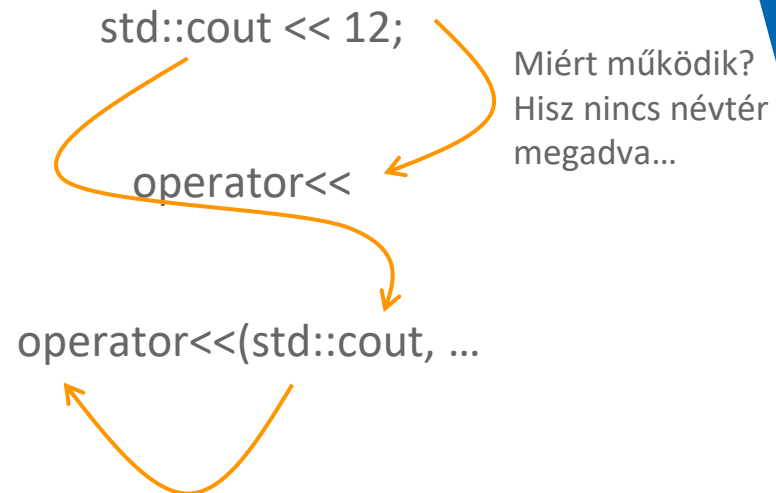 std::cout << 12;
Miért működik?
Hisz nincs névtér
megadva…
operator<<
operator<<(std::cout, …